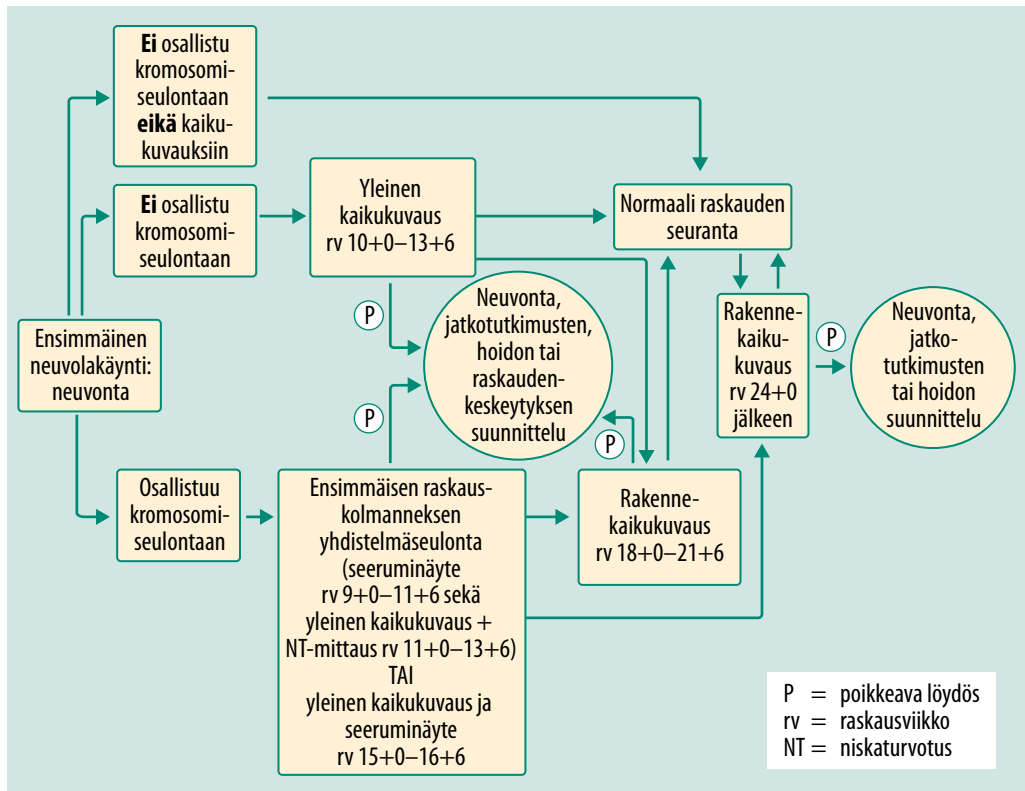 Ei osallistu
kromosomi-
seulontaan
eikä kaiku-
kuvauksiin
Ei osallistu
kromosomi-
seulontaan
Yleinen
kaikukuvaus
rv 10+0–13+6
Normaali raskauden
seuranta
Ensimmäinen
neuvolakäynti:
neuvonta
P
Neuvonta,
jatkotutkimusten,
hoidon tai
raskauden-
keskeytyksen
suunnittelu
Rakenne-
kaiku-
kuvaus
rv 24+0
jälkeen
P
Neuvonta,
jatko-
tutkimusten
tai hoidon
suunnittelu
P
P
Osallistuu
kromosomi-
seulontaan
Ensimmäisen raskaus-
kolmanneksen
yhdistelmäseulonta
(seeruminäyte
rv 9+0–11+6 sekä
yleinen kaikukuvaus +
NT-mittaus rv 11+0–13+6)
TAI
yleinen kaikukuvaus ja
seeruminäyte
rv 15+0–16+6
Rakenne-
kaikukuvaus
rv 18+0–21+6
P = poikkeava löydös
rv = raskausviikko
NT = niskaturvotus